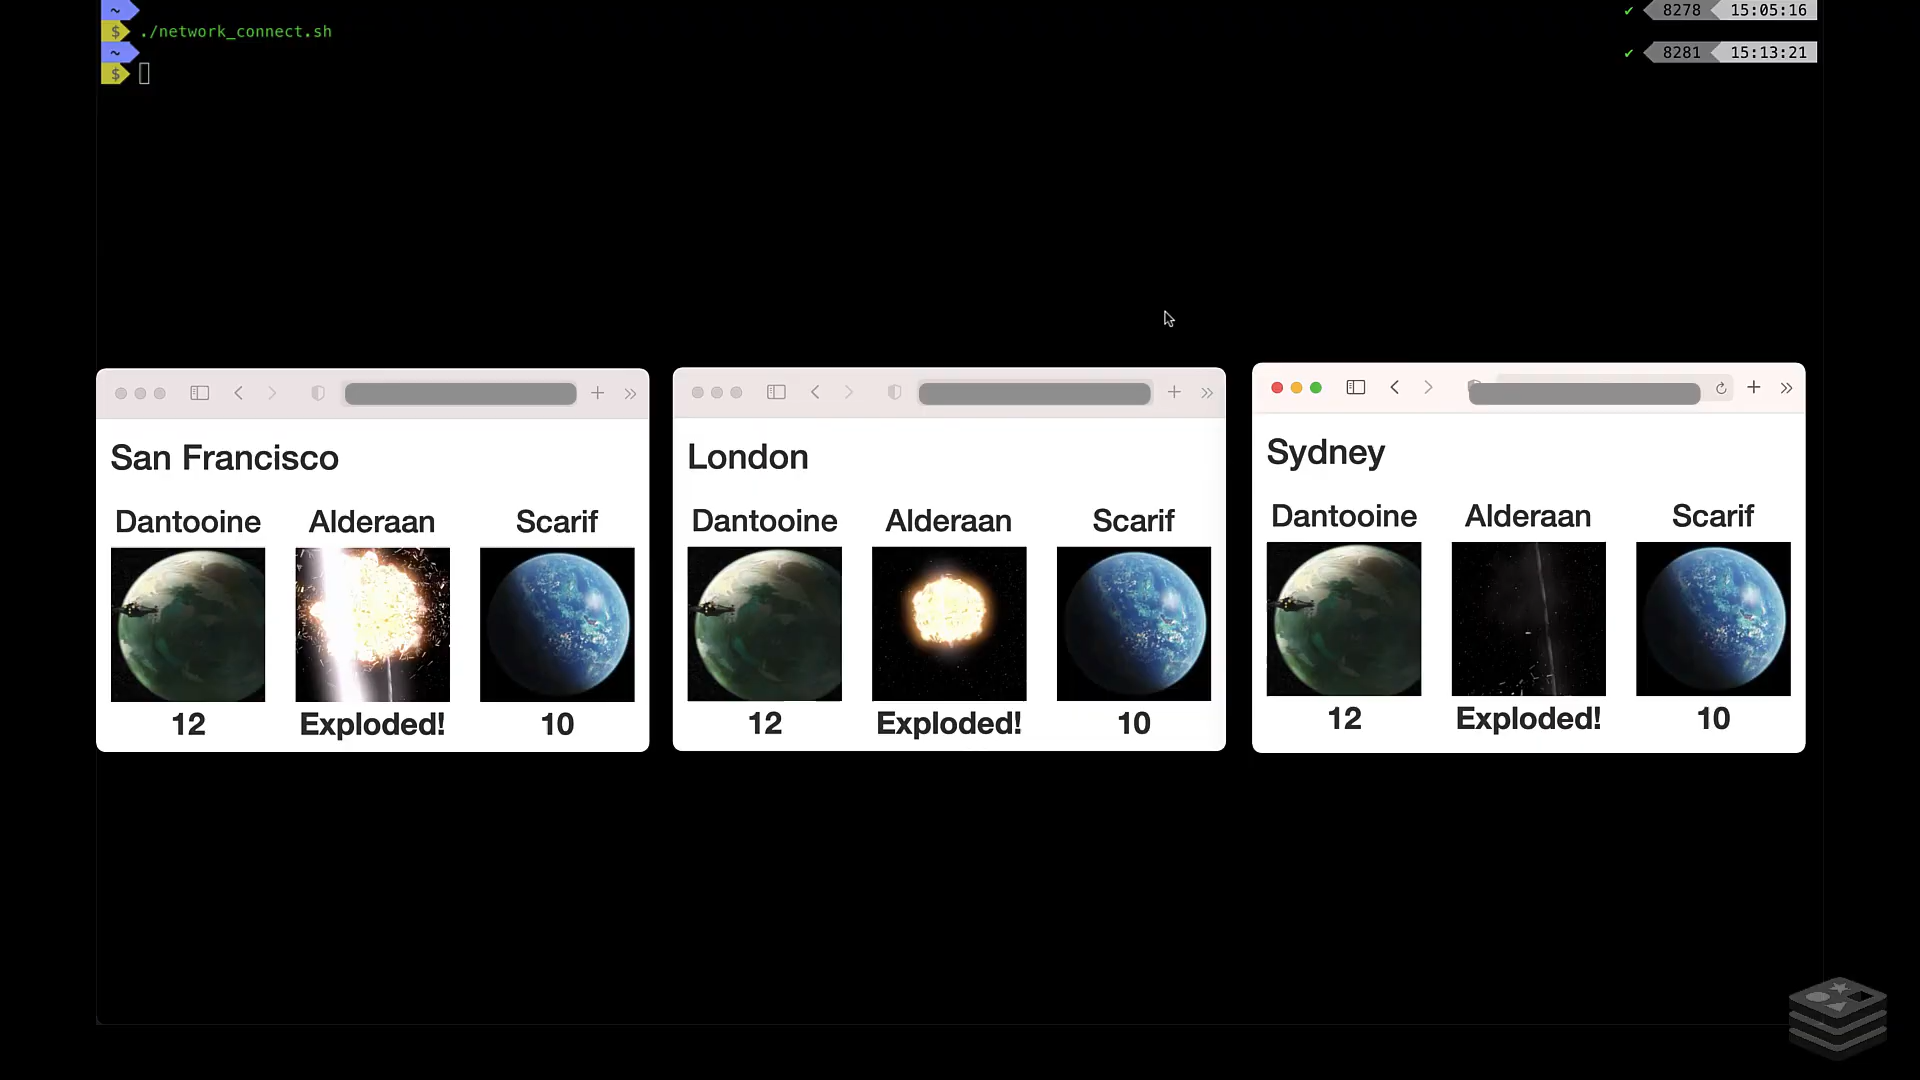 ~ ✔ 8278 15:05:16
$ ./network_connect.sh
~ ✔ 8281 15:13:21
$
San Francisco
Dantooine Alderaan Scarif
12 Exploded! 10
London
Dantooine Alderaan Scarif
12 Exploded! 10
Sydney
Dantooine Alderaan Scarif
12 Exploded! 10